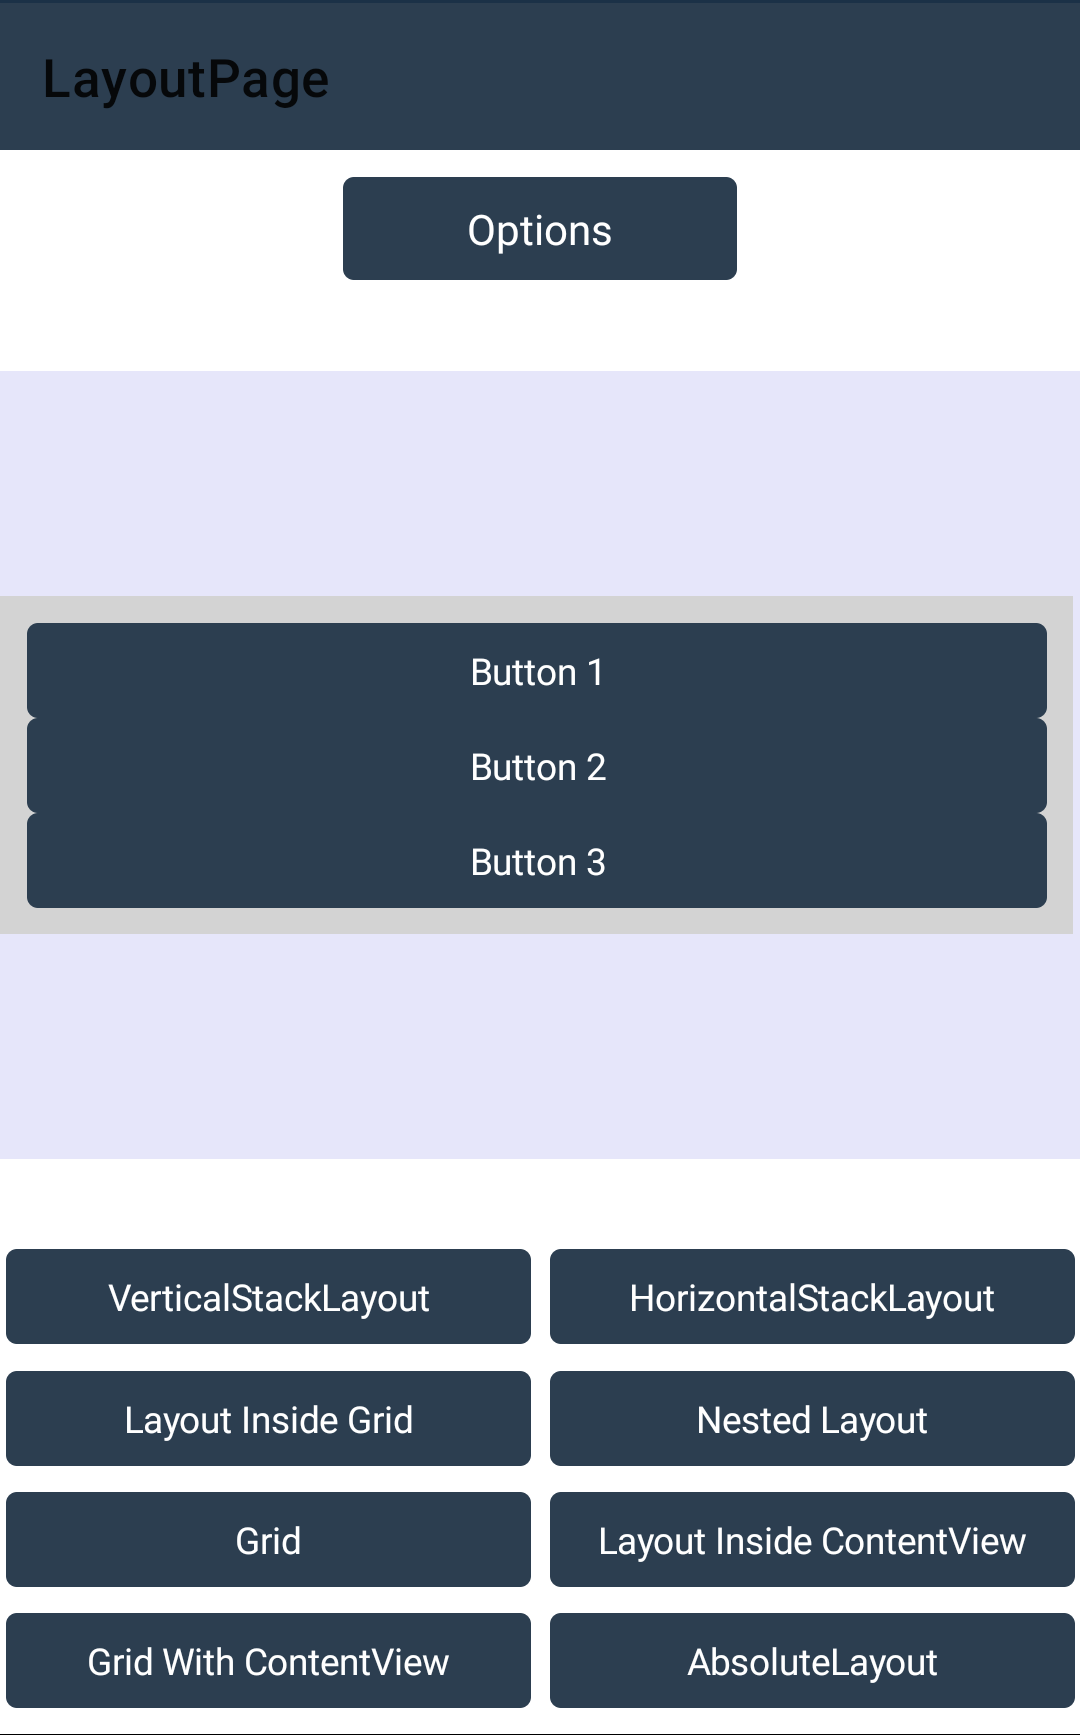 LayoutPage
Options
Button 1
Button 2
Button 3
VerticalStackLayout
HorizontalStackLayout
Layout Inside Grid
Nested Layout
Grid
Layout Inside ContentView
Grid With ContentView
AbsoluteLayout